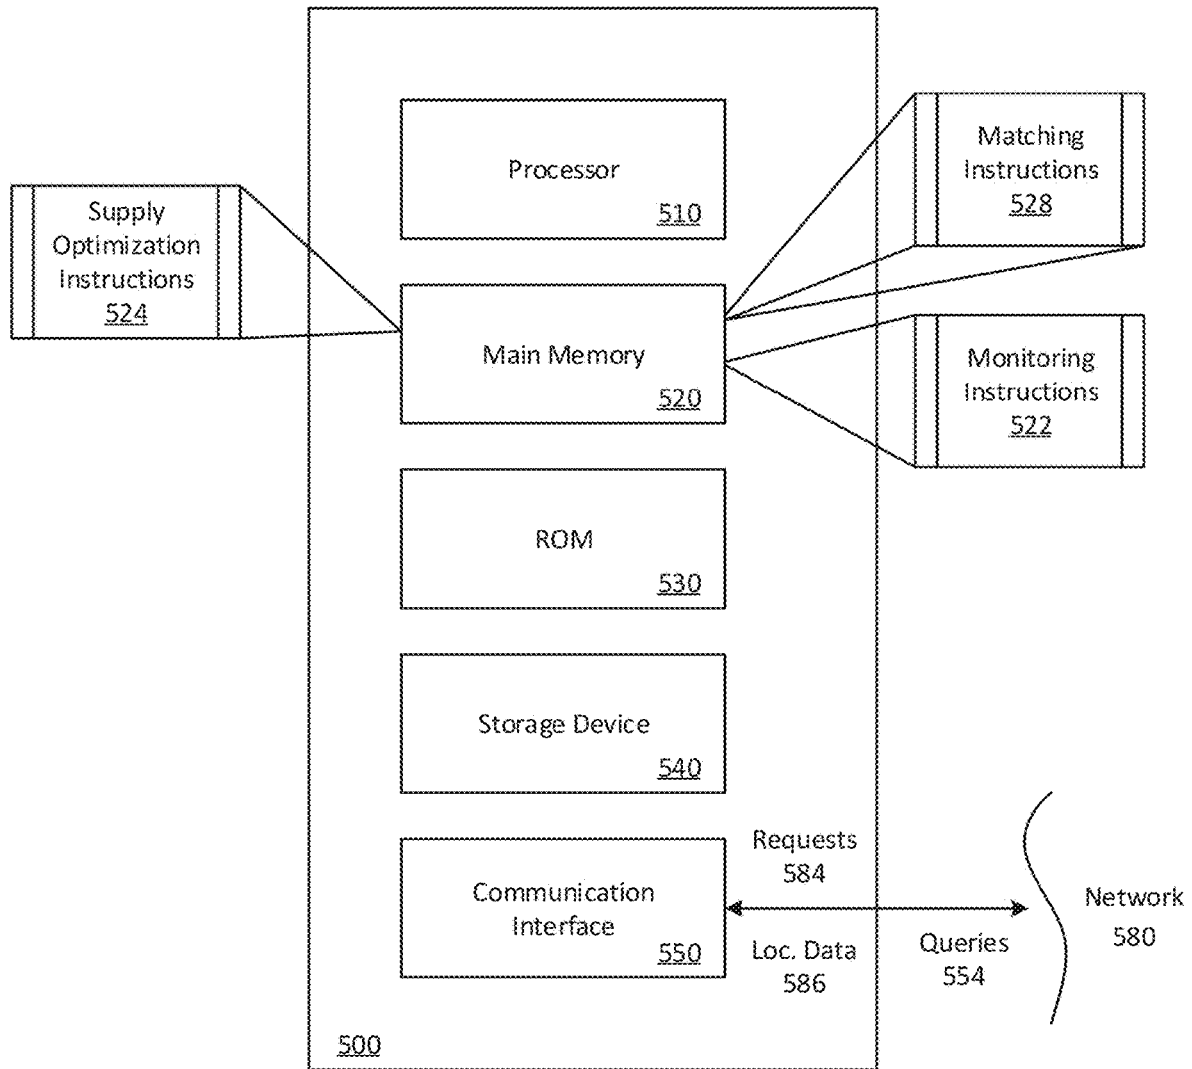 Processor
510
Matching
Instructions
528
Supply
Optimization
Instructions
524
Main Memory
520
Monitoring
Instructions
522
ROM
530
Storage Device
540
Communication
Interface
550
Requests
584
Loc. Data
586
Queries
554
Network
580
500